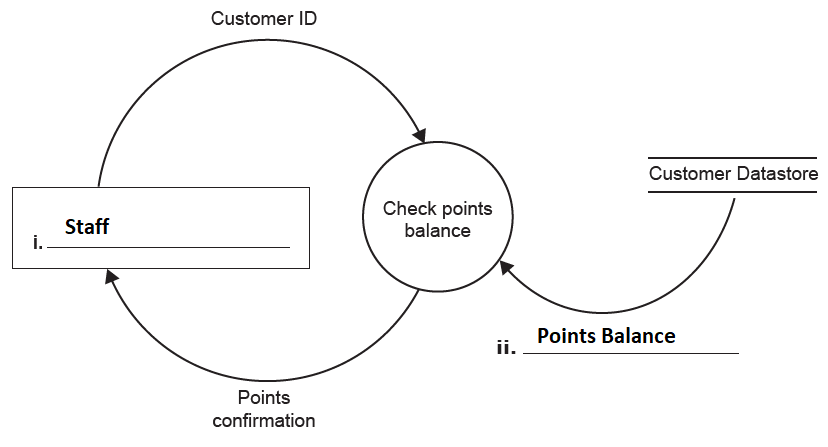 Customer ID
Customer Datastore
Check points
balance
i. Staff
ii. Points Balance
Points
confirmation